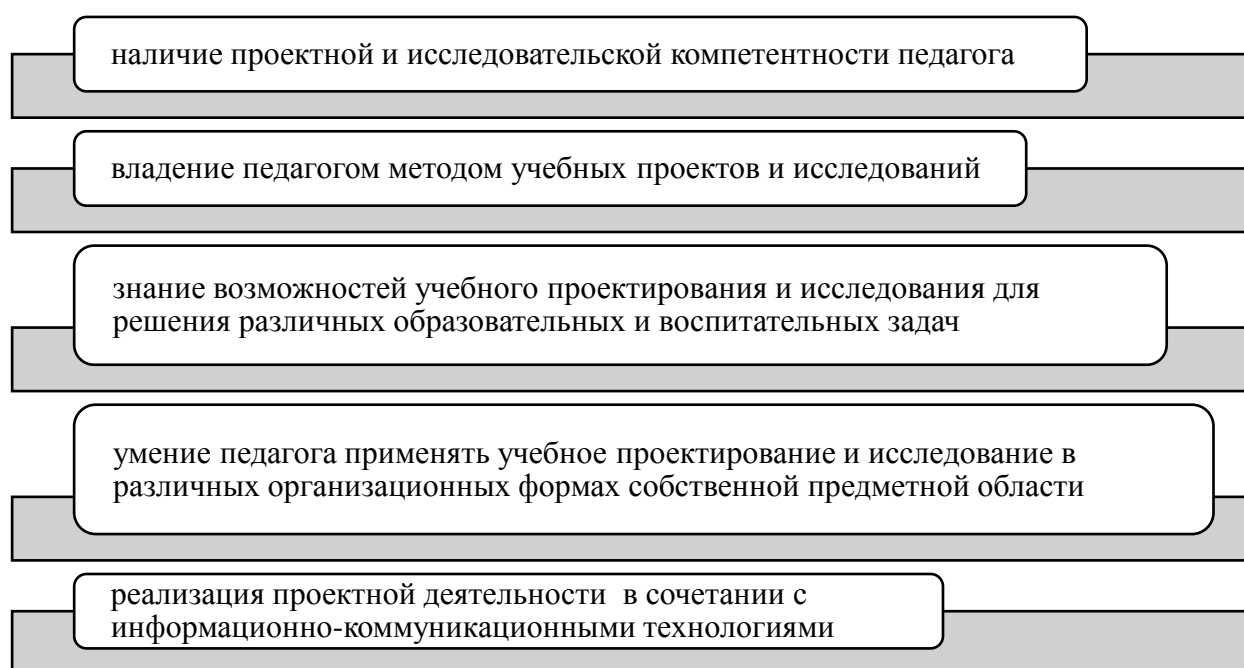 наличие проектной и исследовательской компетентности педагога
владение педагогом методом учебных проектов и исследований
знание возможностей учебного проектирования и исследования для
решения различных образовательных и воспитательных задач
умение педагога применять учебное проектирование и исследование в
различных организационных формах собственной предметной области
реализация проектной деятельности  в сочетании с
информационно-коммуникационными технологиями